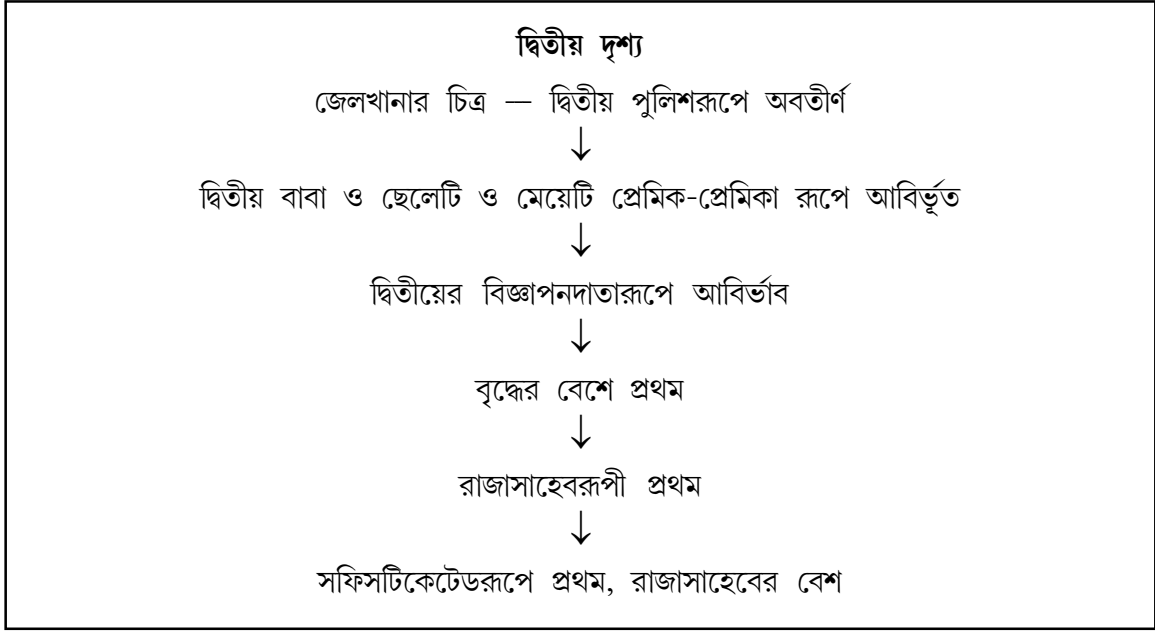 দ্বিতীয় দৃশ্য
জেলখানার চিত্র — দ্বিতীয় পুলিশরূপে অবতীর্ণ
↓
দ্বিতীয় বাবা ও ছেলেটি ও মেয়েটি প্রেমিক-প্রেমিকা রূপে আবির্ভূত
↓
দ্বিতীয়ের বিজ্ঞাপনদাতারূপে আবির্ভাব
↓
বৃদ্ধের বেশে প্রথম
↓
রাজাসাহেবরূপী প্রথম
↓
সফিসটিকেটেডরূপে প্রথম, রাজাসাহেবের বেশ